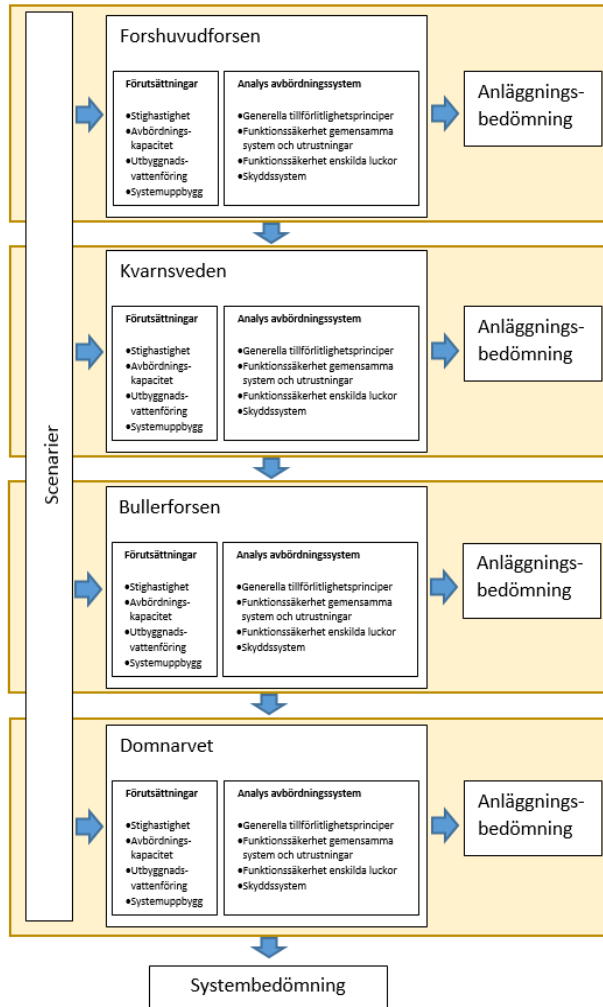 Scenarier
Forshuvudforsen
Förutsättningar
●Stighastighet
●Avbördnings-
kapacitet
●Utbyggnads-
vattenföring
●Systemuppbygg
Analys avbördningssystem
●Generella tillförlitlighetsprinciper
●Funktionssäkerhet gemensamma
system och utrustningar
●Funktionssäkerhet enskilda luckor
●Skyddssystem
Anläggnings-
bedömning
Kvarnsveden
Förutsättningar
●Stighastighet
●Avbördnings-
kapacitet
●Utbyggnads-
vattenföring
●Systemuppbygg
Analys avbördningssystem
●Generella tillförlitlighetsprinciper
●Funktionssäkerhet gemensamma
system och utrustningar
●Funktionssäkerhet enskilda luckor
●Skyddssystem
Anläggnings-
bedömning
Bullerforsen
Förutsättningar
●Stighastighet
●Avbördnings-
kapacitet
●Utbyggnads-
vattenföring
●Systemuppbygg
Analys avbördningssystem
●Generella tillförlitlighetsprinciper
●Funktionssäkerhet gemensamma
system och utrustningar
●Funktionssäkerhet enskilda luckor
●Skyddssystem
Anläggnings-
bedömning
Domnarvet
Förutsättningar
●Stighastighet
●Avbördnings-
kapacitet
●Utbyggnads-
vattenföring
●Systemuppbygg
Analys avbördningssystem
●Generella tillförlitlighetsprinciper
●Funktionssäkerhet gemensamma
system och utrustningar
●Funktionssäkerhet enskilda luckor
●Skyddssystem
Anläggnings-
bedömning
Systembedömning